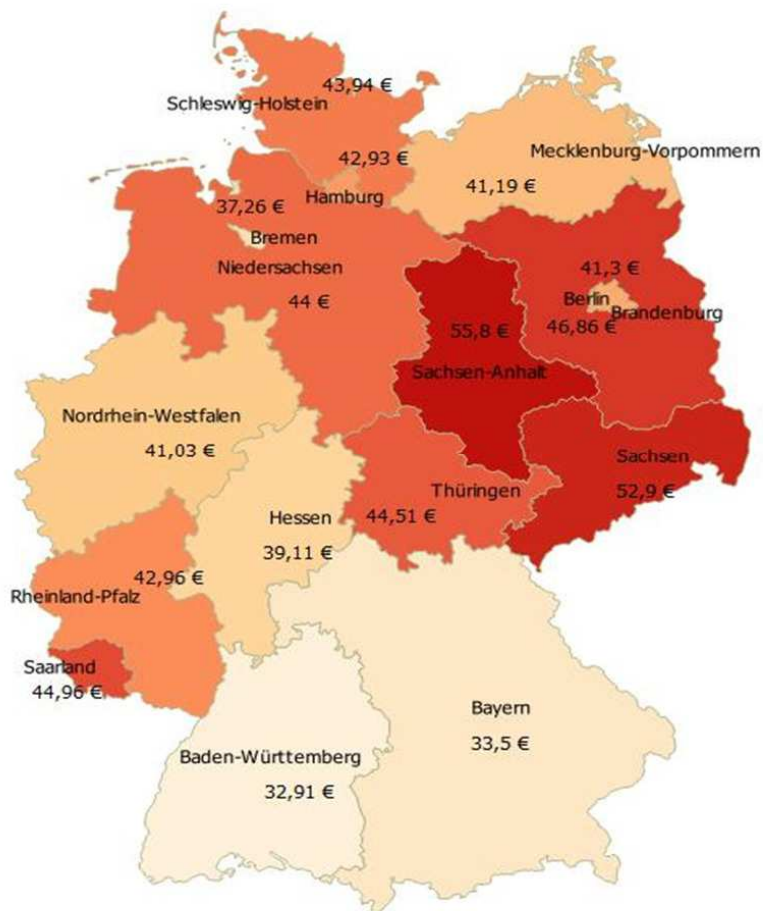 43,94 €
Schleswig-Holstein
42,93 €
Mecklenburg-Vorpommern
41,19 €
Hamburg
37,26 €
Bremen
Niedersachsen
44 €
41,3 €
Berlin
Brandenburg
46,86 €
55,8 €
Sachsen-Anhalt
Nordrhein-Westfalen
41,03 €
Sachsen
52,9 €
Thüringen
44,51 €
Hessen
39,11 €
42,96 €
Rheinland-Pfalz
Saarland
44,96 €
Bayern
33,5 €
Baden-Württemberg
32,91 €